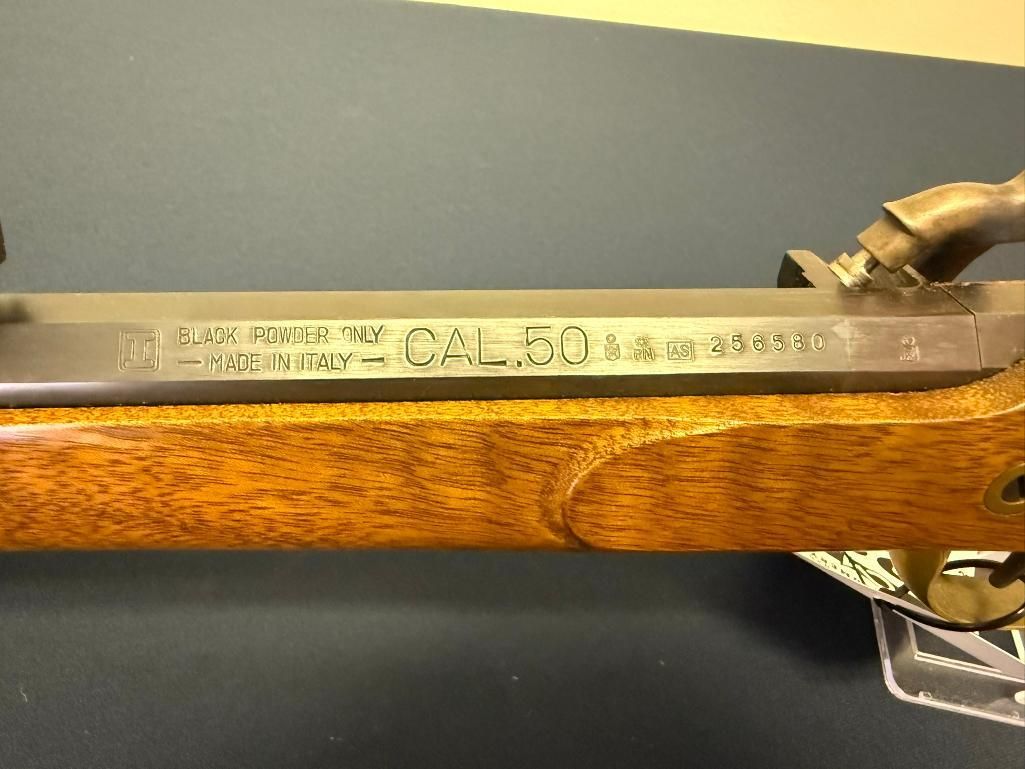 I
BLACK POWDER ONLY
— MADE IN ITALY —
CAL.50
PN
AS
256580